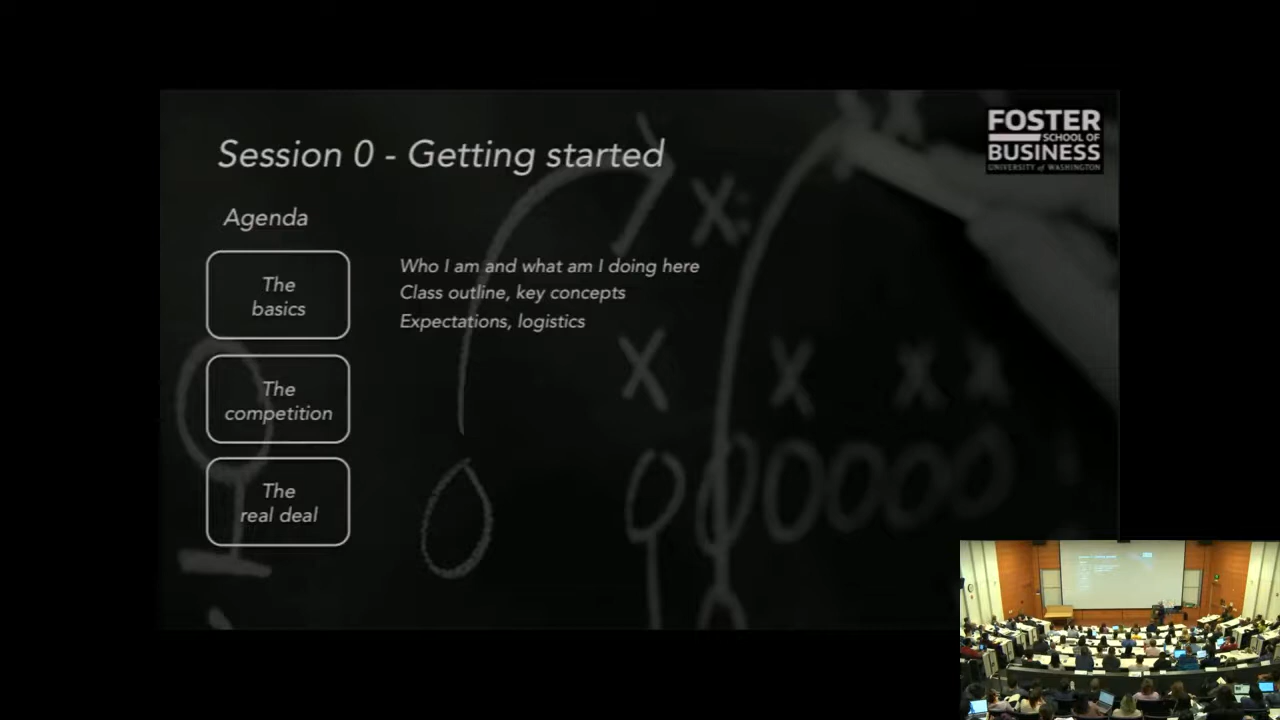 Session 0 - Getting started
FOSTER
SCHOOL OF
BUSINESS
UNIVERSITY of WASHINGTON
Agenda
The
basics
Who I am and what am I doing here
Class outline, key concepts
Expectations, logistics
The
competition
The
real deal